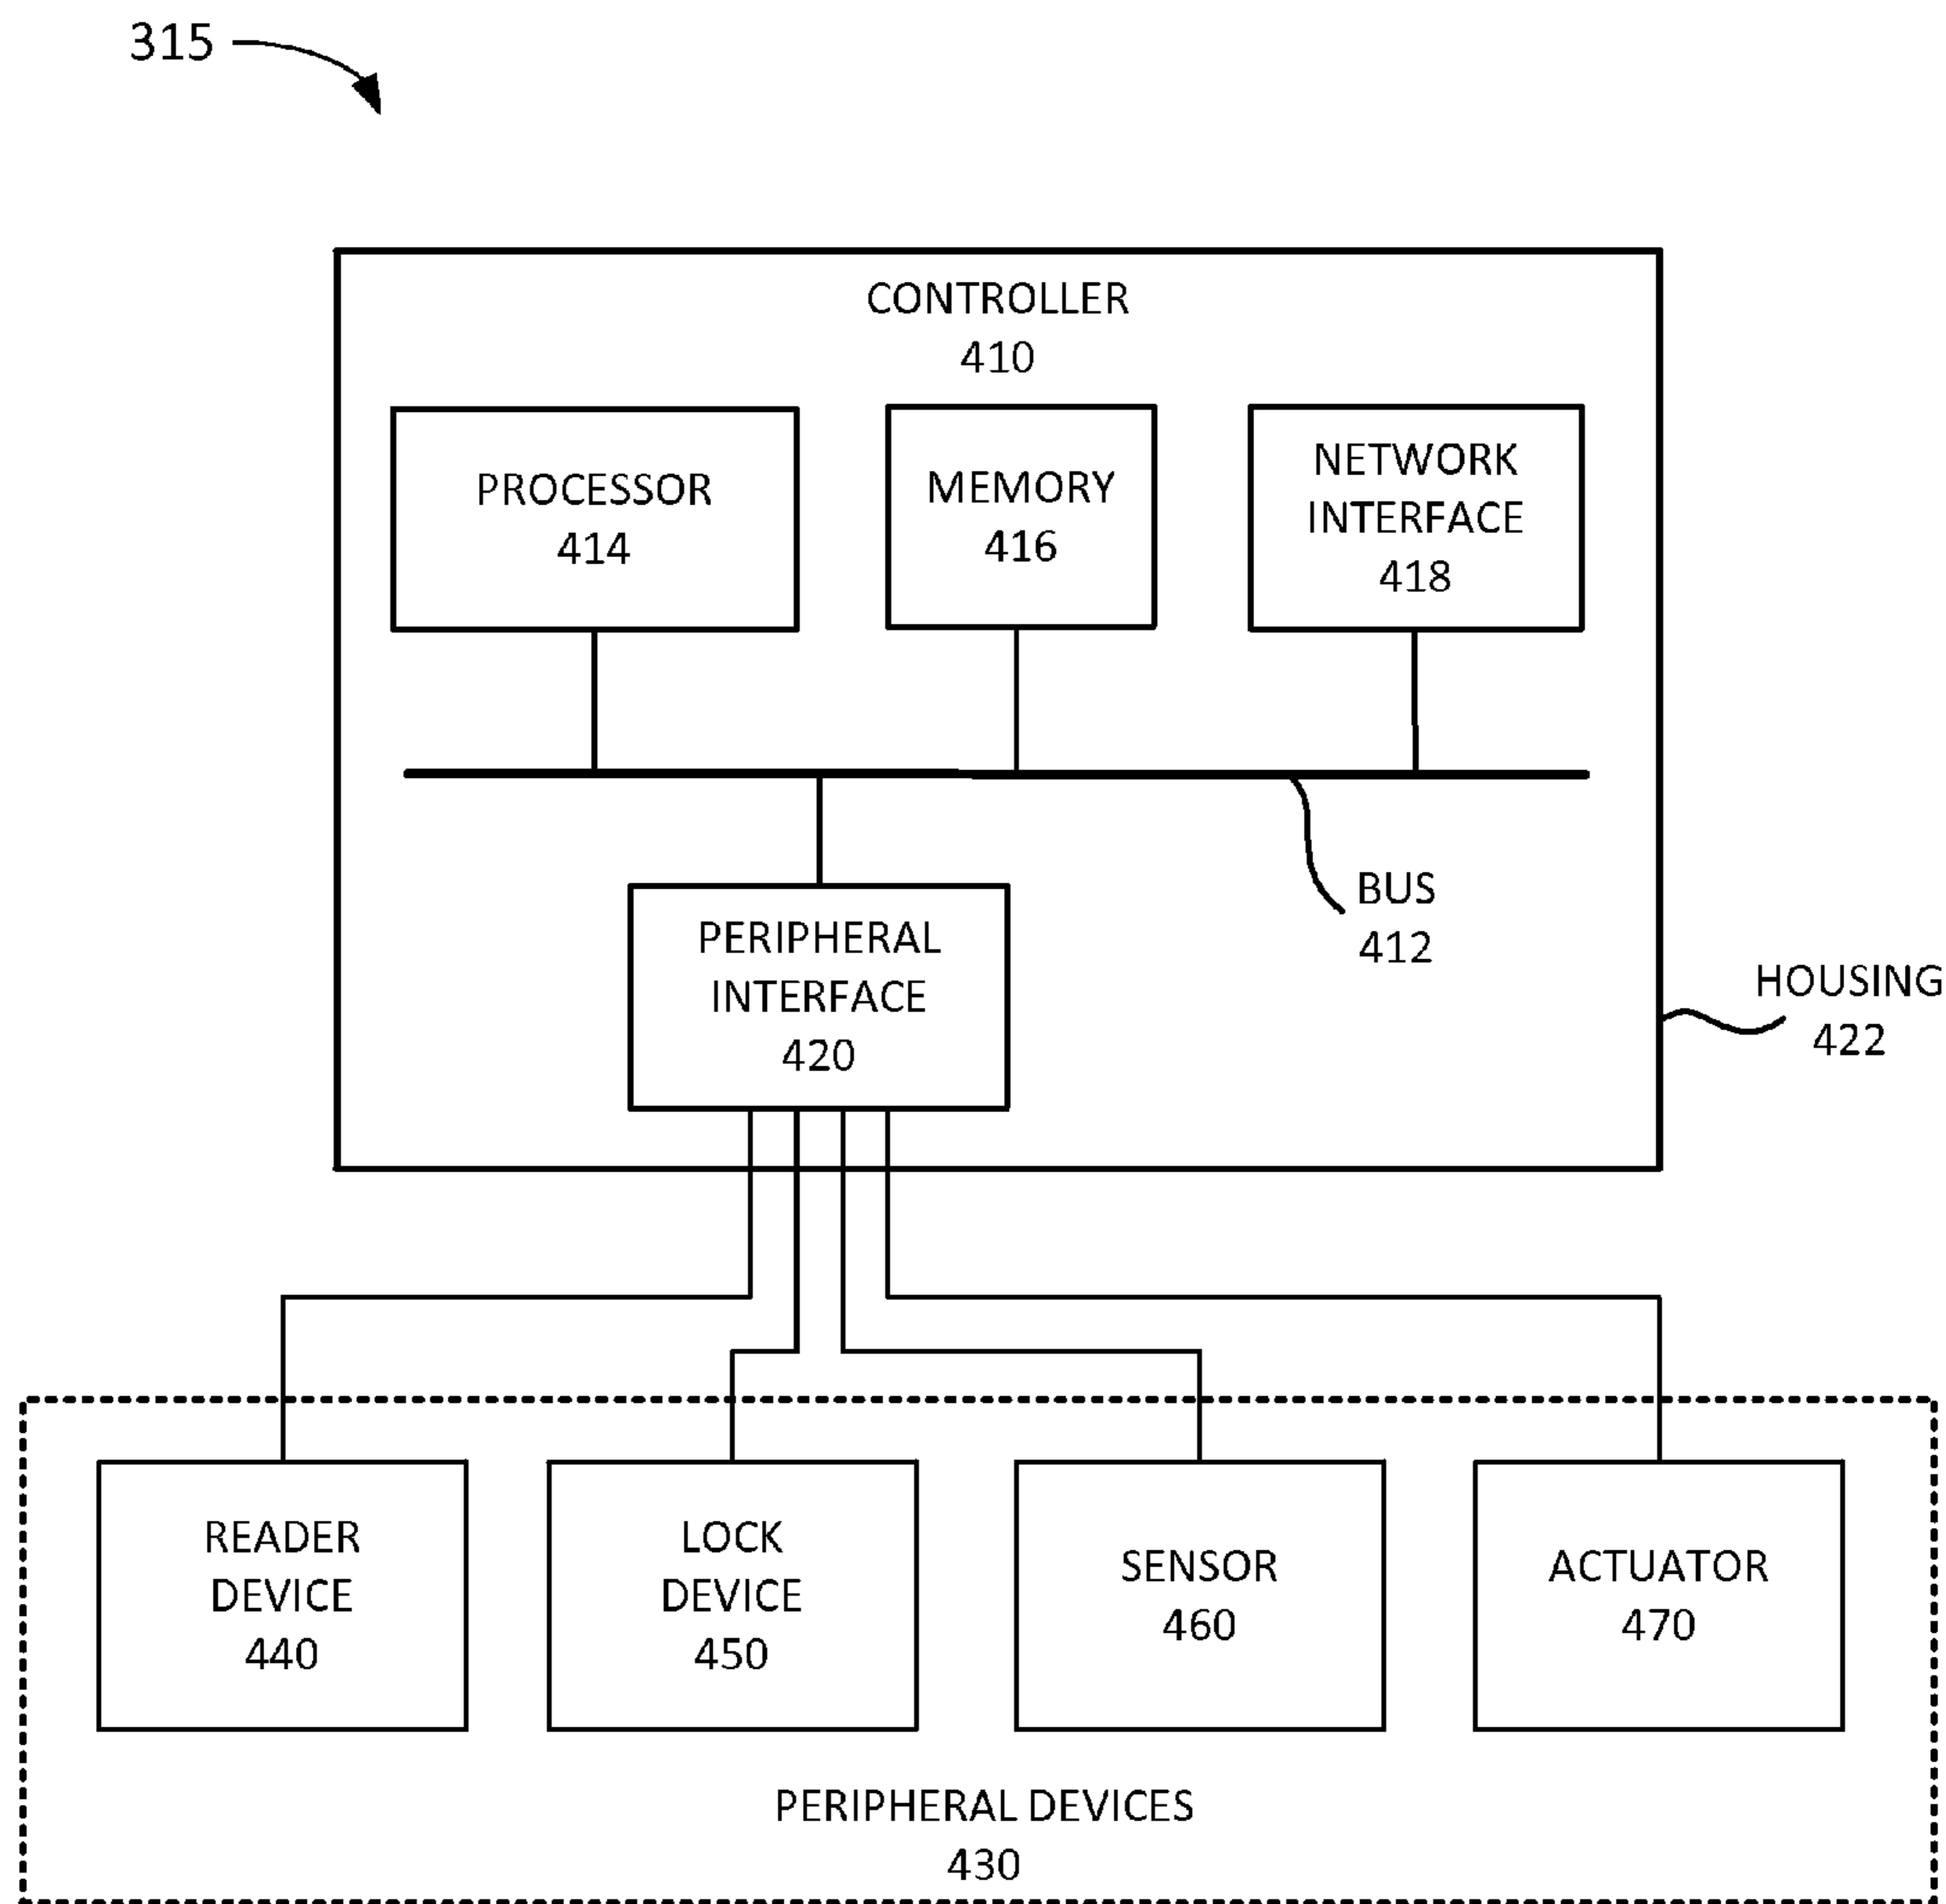 315
CONTROLLER
410
PROCESSOR
414
MEMORY
416
NETWORK
INTERFACE
418
BUS
412
PERIPHERAL
INTERFACE
420
HOUSING
422
READER
DEVICE
440
LOCK
DEVICE
450
SENSOR
460
ACTUATOR
470
PERIPHERAL DEVICES
430